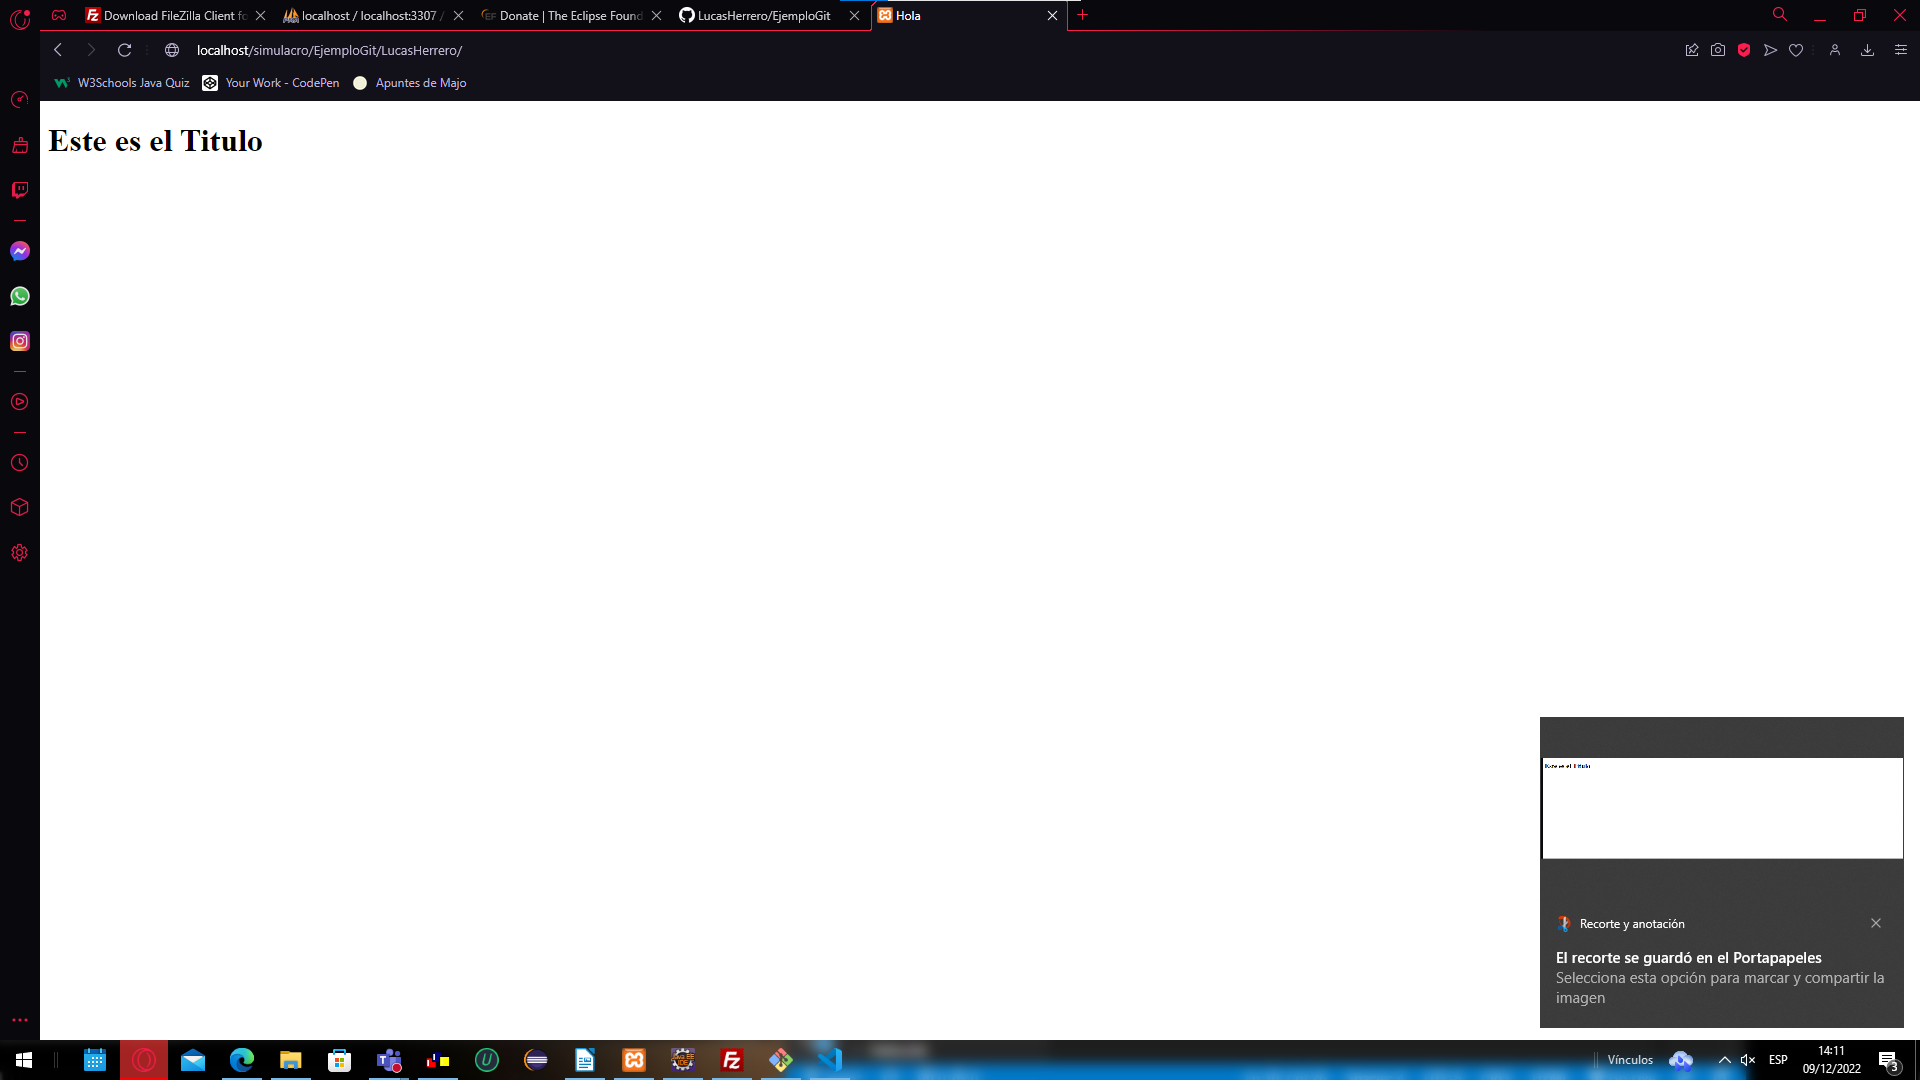 Download FileZilla Client fo
localhost / localhost:3307 /
Donate | The Eclipse Found
LucasHerrero/EjemploGit
Hola
localhost/simulacro/EjemploGit/LucasHerrero/
W3Schools Java Quiz
Your Work - CodePen
Apuntes de Majo
Este es el Titulo
Este es el Titulo
Recorte y anotación
El recorte se guardó en el Portapapeles
Selecciona esta opción para marcar y compartir la
imagen
Vínculos
ESP
14:11
09/12/2022
3